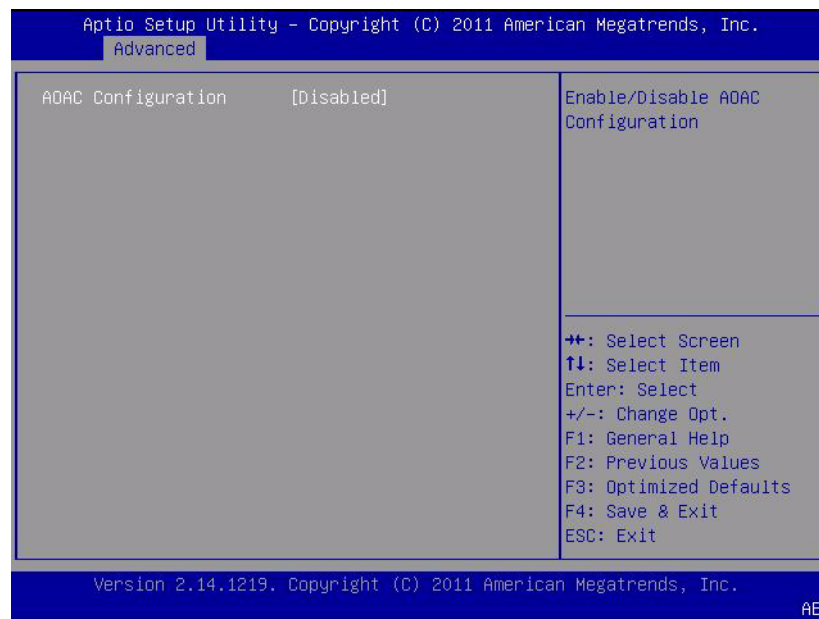 Aptio Setup Utility - Copyright (C) 2011 American Megatrends, Inc.
Advanced
AOAC Configuration [Disabled]
Enable/Disable AOAC
Configuration
→←: Select Screen
↑↓: Select Item
Enter: Select
+/-: Change Opt.
F1: General Help
F2: Previous Values
F3: Optimized Defaults
F4: Save & Exit
ESC: Exit
Version 2.14.1219. Copyright (C) 2011 American Megatrends, Inc.